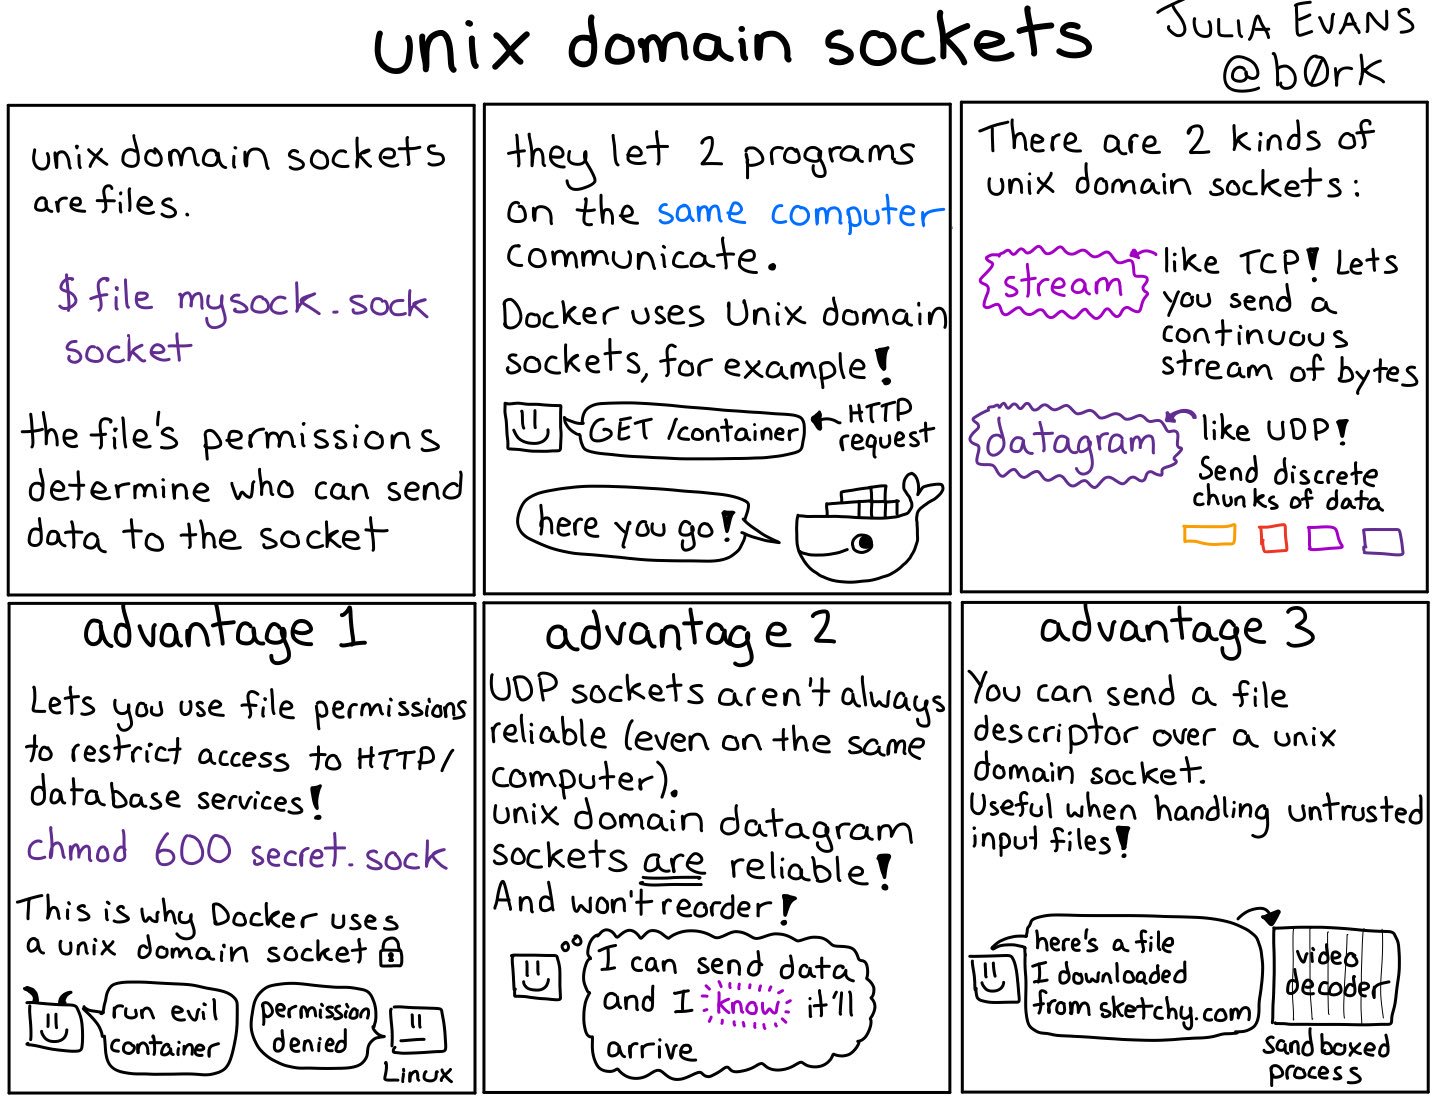 unix domain sockets
JULIA EVANS
@b0rk
unix domain sockets
are files.
$ file mysock.sock
socket
the file's permissions
determine who can send
data to the socket
they let 2 programs
on the same computer
communicate.
Docker uses Unix domain
sockets, for example!
GET /container
HTTP
request
here you go!
There are 2 kinds of
unix domain sockets:
stream
like TCP! Lets
you send a
continuous
stream of bytes
datagram
like UDP!
Send discrete
chunks of data
advantage 1
Lets you use file permissions
to restrict access to HTTP/
database services!
chmod 600 secret.sock
This is why Docker uses
a unix domain socket
run evil
container
permission
denied
Linux
advantage 2
UDP sockets aren't always
reliable (even on the same
computer).
unix domain datagram
sockets are reliable!
And won't reorder!
I can send data
and I know it'll
arrive
advantage 3
You can send a file
descriptor over a unix
domain socket.
Useful when handling untrusted
input files!
here's a file
I downloaded
from sketchy.com
video
decoder
sandboxed
process